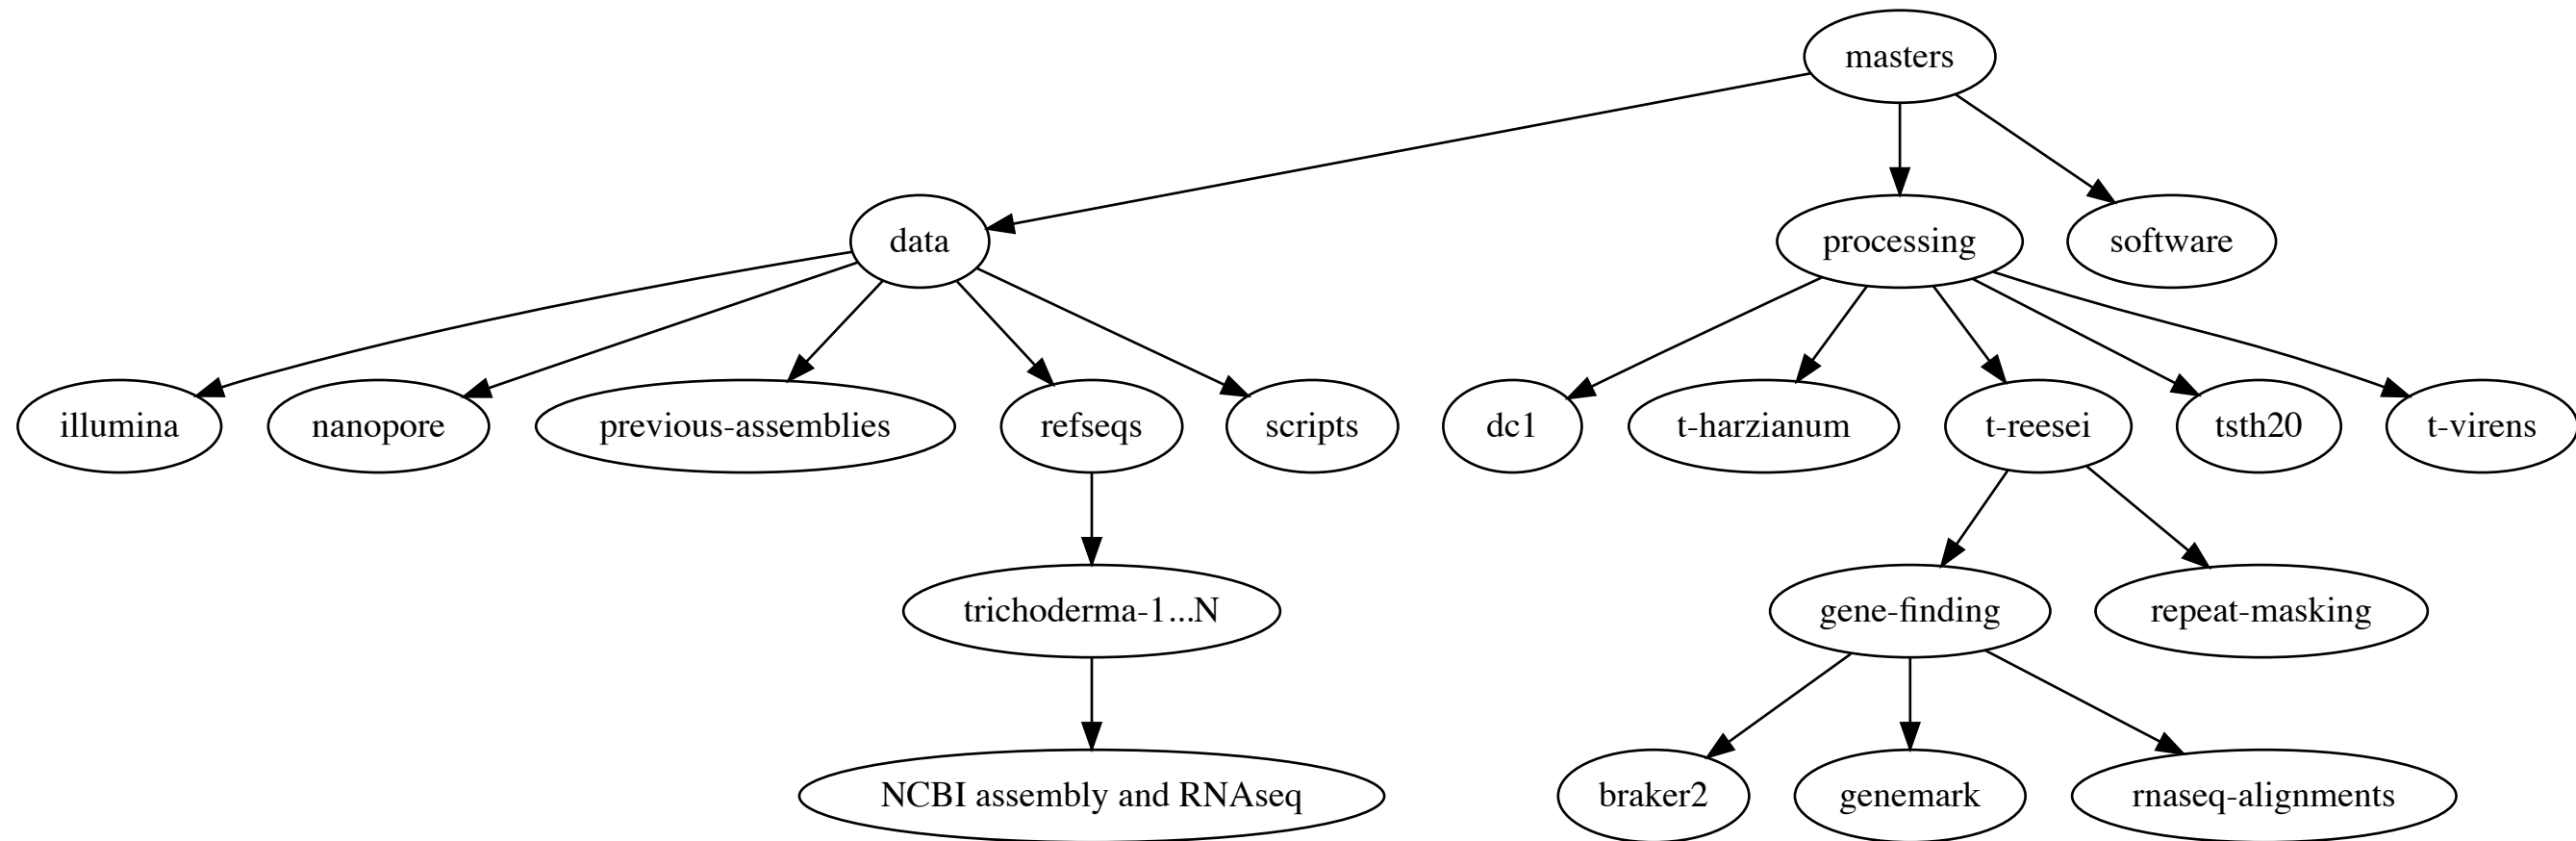 masters
data
processing
software
illumina
nanopore
previous-assemblies
refseqs
scripts
dc1
t-harzianum
t-reesei
tsth20
t-virens
trichoderma-1...N
gene-finding
repeat-masking
NCBI assembly and RNAseq
braker2
genemark
rnaseq-alignments